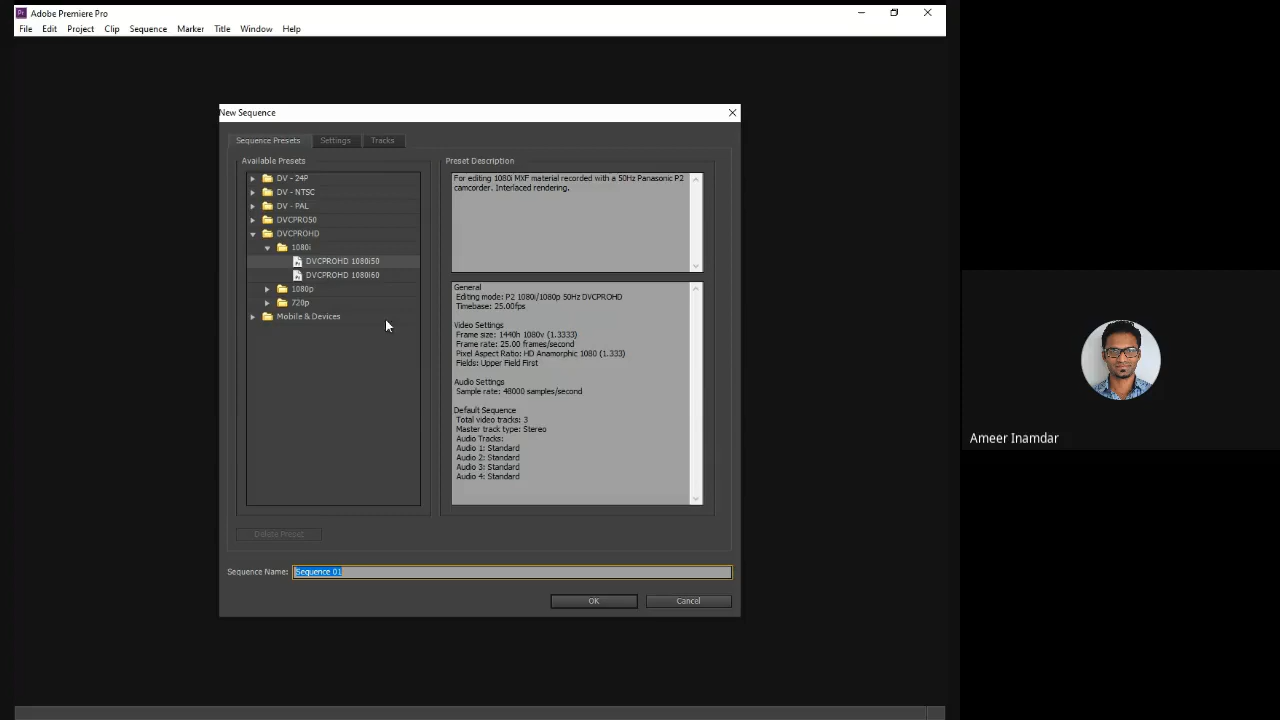 Adobe Premiere Pro
File Edit Project Clip Sequence Marker Title Window Help
New Sequence
Sequence Presets Settings Tracks
Available Presets
DV - 24P
DV - NTSC
DV - PAL
DVCPRO50
DVCPROHD
1080i
DVCPROHD 1080i50
DVCPROHD 1080i60
1080p
720p
Mobile & Devices
Preset Description
For editing 1080i MXF material recorded with a 50Hz Panasonic P2
camcorder. Interlaced rendering.
General
Editing mode: P2 1080i/1080p 50Hz DVCPROHD
Timebase: 25.00fps
Video Settings
Frame size: 1440h 1080v (1.3333)
Frame rate: 25.00 frames/second
Pixel Aspect Ratio: HD Anamorphic 1080 (1.333)
Fields: Upper Field First
Audio Settings
Sample rate: 48000 samples/second
Default Sequence
Total video tracks: 3
Master track type: Stereo
Audio Tracks:
Audio 1: Standard
Audio 2: Standard
Audio 3: Standard
Audio 4: Standard
Delete Preset
Sequence Name: Sequence 01
OK Cancel
Ameer Inamdar